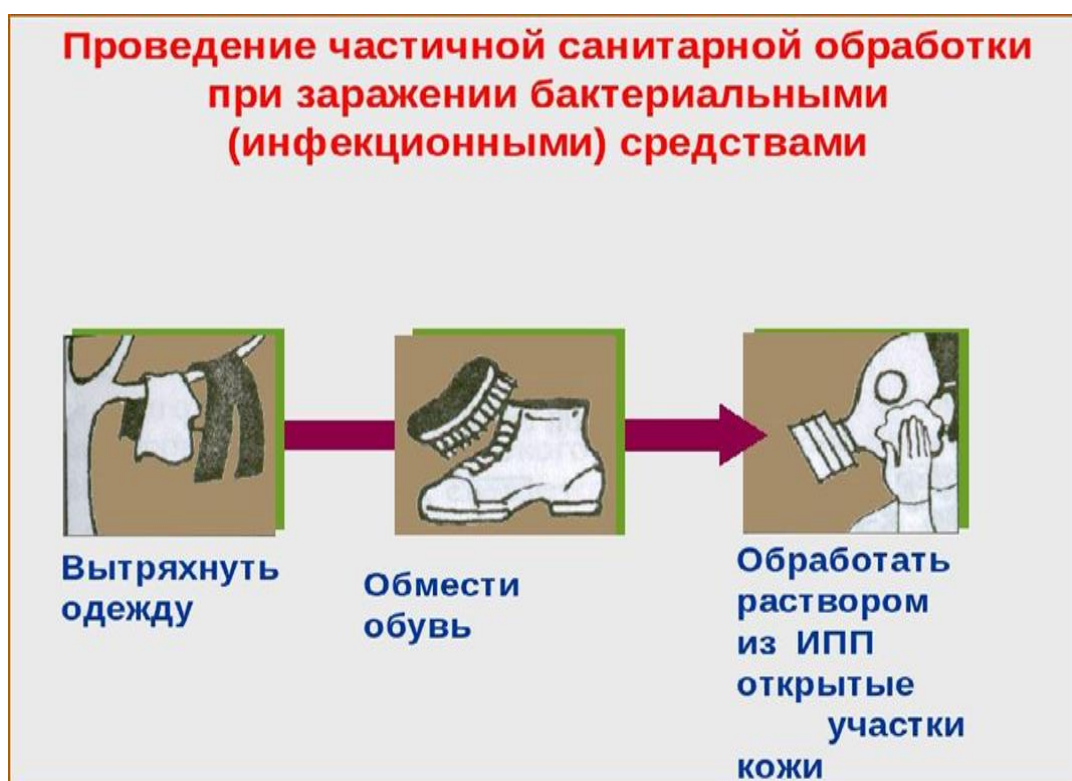 Проведение частичной санитарной обработки
при заражении бактериальными
(инфекционными) средствами
Вытряхнуть
одежду
Обмести
обувь
Обработать
раствором
из ИПП
открытые
участки
кожи